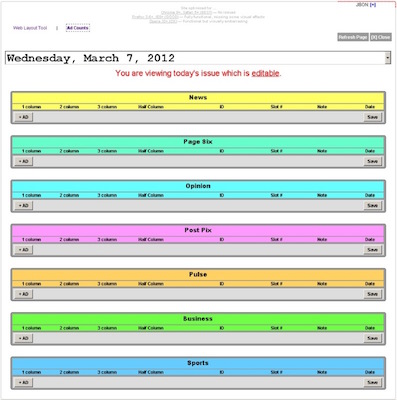 JSON [+]
Web Layout Tool | Ad Counts
Refresh Page [X] Close
Wednesday, March 7, 2012
You are viewing today's issue which is editable.
News
1 column 2 column 3 column Half Column ID Slot # Note Date
+ AD Save
Page Six
1 column 2 column 3 column Half Column ID Slot # Note Date
+ AD Save
Opinion
1 column 2 column 3 column Half Column ID Slot # Note Date
+ AD Save
Post Pix
1 column 2 column 3 column Half Column ID Slot # Note Date
+ AD Save
Pulse
1 column 2 column 3 column Half Column ID Slot # Note Date
+ AD Save
Business
1 column 2 column 3 column Half Column ID Slot # Note Date
+ AD Save
Sports
1 column 2 column 3 column Half Column ID Slot # Note Date
+ AD Save